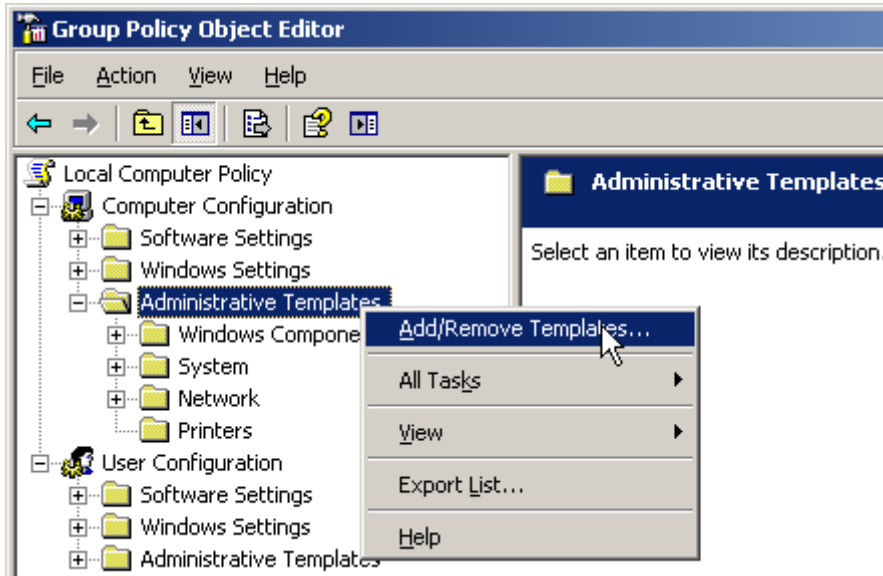 Group Policy Object Editor
File Action View Help
Local Computer Policy
Computer Configuration
Software Settings
Windows Settings
Administrative Templates
Windows Compone
System
Network
Printers
User Configuration
Software Settings
Windows Settings
Administrative Templates
Add/Remove Templates...
All Tasks
View
Export List...
Help
Administrative Templates
Select an item to view its description.